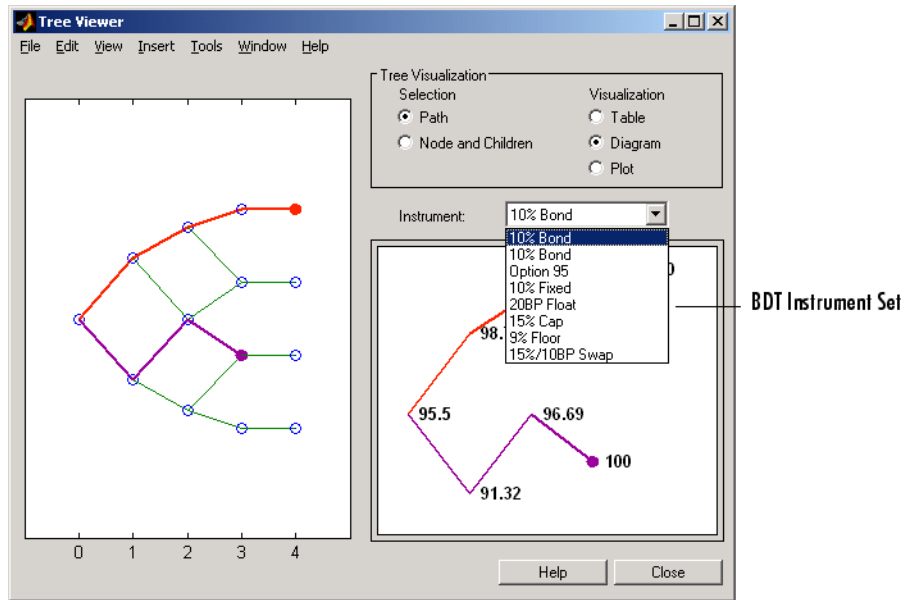 Tree Viewer
File Edit View Insert Tools Window Help
Tree Visualization
Selection
Visualization
Path
Table
Node and Children
Diagram
Plot
Instrument:
10% Bond
10% Bond
10% Bond
Option 95
10% Fixed
20BP Float
15% Cap
9% Floor
15%/10BP Swap
BDT Instrument Set
98.
95.5
96.69
100
91.32
0 1 2 3 4
Help
Close